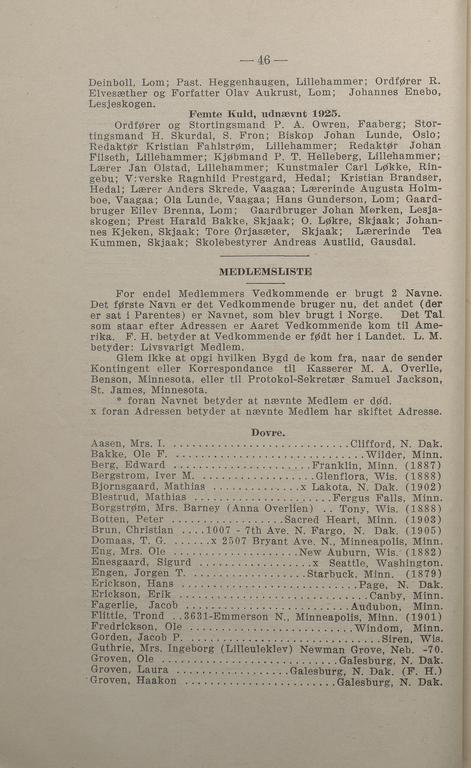 — 46 —
Deinboll, Lom; Past. Heggenhaugen, Lillehammer; Ordfører R.
Elvesæther og Forfatter Olav Aukrust, Lom; Johannes Enebo,
Lesjeskogen.
Femte Kuld, udnævnt 1925.
Ordfører og Stortingsmand P. A. Owren, Faaberg; Stor-
tingsmand H. Skurdal, S. Fron; Biskop Johan Lunde, Oslo;
Redaktør Kristian Fahlstrøm, Lillehammer; Redaktør Johan
Filseth, Lillehammer; Kjøbmand P. T. Helleberg, Lillehammer;
Lærer Jan Olstad, Lillehammer; Kunstmaler Carl Løkke, Rin-
gebu; V:verske Ragnhild Prestgard, Hedal; Kristian Brandser,
Hedal; Lærer Anders Skrede, Vaagaa; Lærerinde Augusta Holm-
boe, Vaagaa; Ola Lunde, Vaagaa; Hans Gunderson, Lom; Gaard-
bruger Eilev Brenna, Lom; Gaardbruger Johan Mørken, Lesja-
skogen; Prest Harald Bakke, Skjaak; O. Løkre, Skjaak; Johan-
nes Kjeken, Skjaak; Tore Ørjasæter, Skjaak; Lærerinde Tea
Kummen, Skjaak; Skolebestyrer Andreas Austlid, Gausdal.
MEDLEMSLISTE
For endel Medlemmers Vedkommende er brugt 2 Navne.
Det første Navn er det Vedkommende bruger nu, det andet (der
er sat i Parentes) er Navnet, som blev brugt i Norge. Det Tal
som staar efter Adressen er Aaret Vedkommende kom til Ame-
rika. F. H. betyder at Vedkommende er født her i Landet. L. M.
betyder: Livsvarigt Medlem.
Glem ikke at opgi hvilken Bygd de kom fra, naar de sender
Kontingent eller Korrespondance til Kasserer M. A. Overlie,
Benson, Minnesota, eller til Protokol-Sekretær Samuel Jackson,
St. James, Minnesota.
* foran Navnet betyder at nævnte Medlem er død.
x foran Adressen betyder at nævnte Medlem har skiftet Adresse.
Dovre.
Aasen, Mrs. I. ..........................Clifford, N. Dak.
Bakke, Ole F. ..............................Wilder, Minn.
Berg, Edward ....................Franklin, Minn. (1887)
Bergstrom, Iver M. ....................Glenflora, Wis. (1888)
Bjornsgaard, Mathias ..............x Lakota, N. Dak. (1902)
Blestrud, Mathias ......................Fergus Falls, Minn.
Borgstrøm, Mrs. Barney (Anna Overlien) .. Tony, Wis. (1888)
Botten, Peter .................Sacred Heart, Minn. (1903)
Brun, Christian ....1007 - 7th Ave. N. Fargo, N. Dak. (1905)
Domaas, T. G. .......x 2507 Bryant Ave. N., Minneapolis, Minn.
Eng, Mrs. Ole ....................New Auburn, Wis. (1882)
Enesgaard, Sigurd ..................x Seattle, Washington.
Engen, Jorgen T. ..................Starbuck, Minn. (1879)
Erickson, Hans ............................Page, N. Dak.
Erickson, Erik .............................Canby, Minn.
Fagerlie, Jacob .........................Audubon, Minn.
Flittie, Trond ..3631-Emmerson N., Minneapolis, Minn. (1901)
Fredrickson, Ole .........................Windom, Minn.
Gorden, Jacob P. .............................Siren, Wis.
Guthrie, Mrs. Ingeborg (Lilleuleklev) Newman Grove, Neb. -70.
Groven, Ole ...........................Galesburg, N. Dak.
Groven, Laura .................Galesburg, N. Dak. (F. H.)
Groven, Haakon ......................Galesburg, N. Dak.